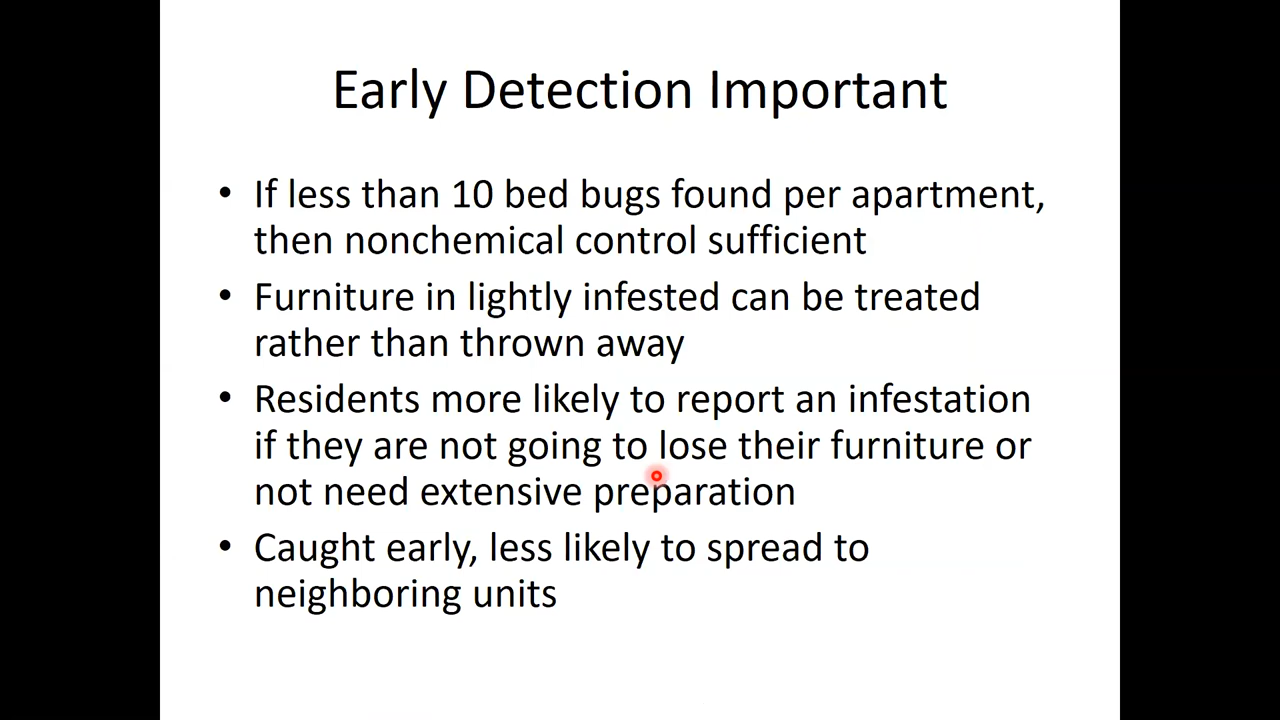 Early Detection Important
• If less than 10 bed bugs found per apartment,
then nonchemical control sufficient
• Furniture in lightly infested can be treated
rather than thrown away
• Residents more likely to report an infestation
if they are not going to lose their furniture or
not need extensive preparation
• Caught early, less likely to spread to
neighboring units